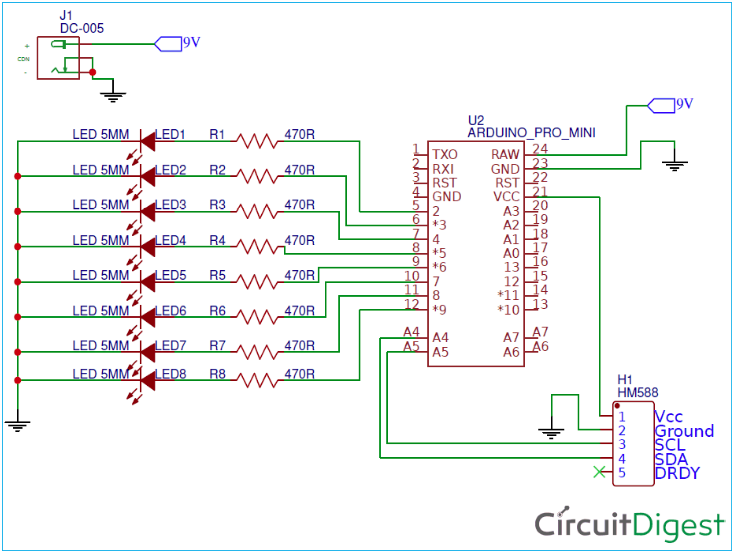 J1
DC-005
+
CON
-
9V
LED 5MM LED1 R1 470R
LED 5MM LED2 R2 470R
LED 5MM LED3 R3 470R
LED 5MM LED4 R4 470R
LED 5MM LED5 R5 470R
LED 5MM LED6 R6 470R
LED 5MM LED7 R7 470R
LED 5MM LED8 R8 470R
9V
U2
ARDUINO_PRO_MINI
1 TXO RAW 24
2 RXI GND 23
3 RST RST 22
4 GND VCC 21
5 2 A3 20
6 *3 A2 19
7 4 A1 18
8 *5 A0 17
9 *6 13 16
10 7 12 15
11 8 *11 14
12 *9 *10 13
A4 A4 A7 A7
A5 A5 A6 A6
H1
HM588
1 Vcc
2 Ground
3 SCL
4 SDA
5 DRDY
CircuitDigest